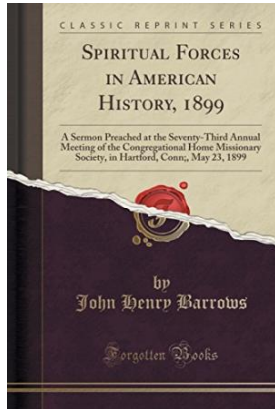 CLASSIC REPRINT SERIES
SPIRITUAL FORCES
IN AMERICAN
HISTORY, 1899
A Sermon Preached at the Seventy-Third Annual
Meeting of the Congregational Home Missionary
Society, in Hartford, Conn;, May 23, 1899
by
John Henry Barrows
Forgotten Books